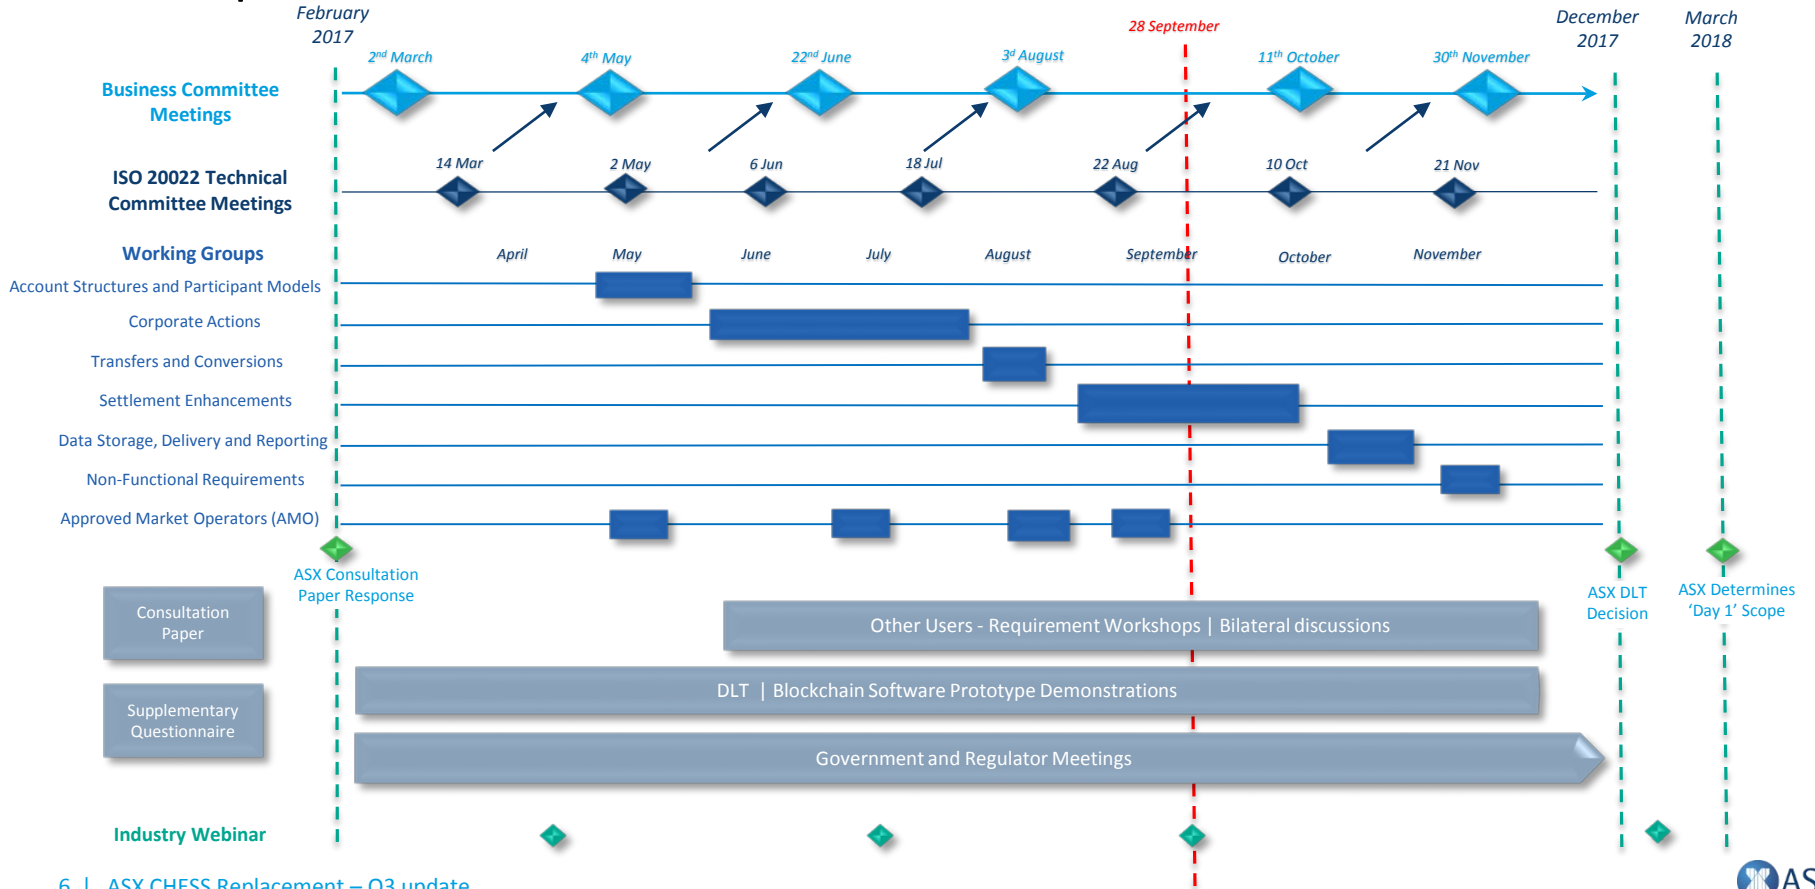 February
2017
28 September
December
2017
March
2018
2nd March
4th May
22nd June
3d August
11th October
30th November
Business Committee
Meetings
14 Mar
2 May
6 Jun
18 Jul
22 Aug
10 Oct
21 Nov
ISO 20022 Technical
Committee Meetings
Working Groups
April
May
June
July
August
September
October
November
Account Structures and Participant Models
Corporate Actions
Transfers and Conversions
Settlement Enhancements
Data Storage, Delivery and Reporting
Non-Functional Requirements
Approved Market Operators (AMO)
ASX Consultation
Paper Response
ASX DLT
Decision
ASX Determines
‘Day 1’ Scope
Consultation
Paper
Other Users - Requirement Workshops | Bilateral discussions
DLT | Blockchain Software Prototype Demonstrations
Supplementary
Questionnaire
Government and Regulator Meetings
Industry Webinar
6 | ASX CHESS Replacement – Q3 update
AS